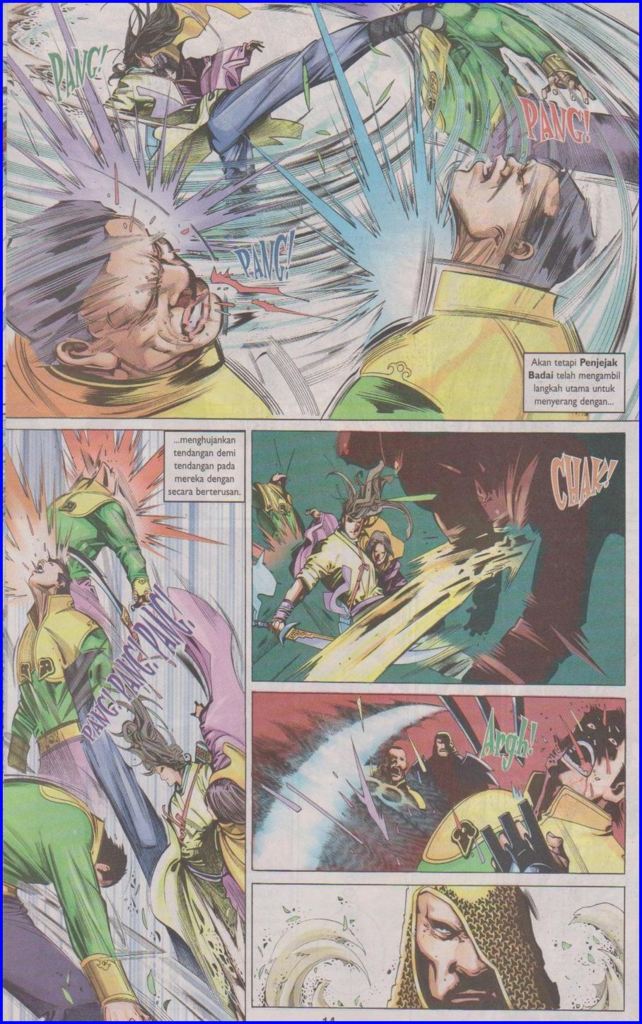 PANG!
PANG!
PANG!
Akan tetapi Penjejak
Badai telah mengambil
langkah utama untuk
menyerang dengan...
...menghujankan
tendangan demi
tendangan pada
mereka dengan
secara berterusan.
PANG! PANG! PANG!
CHAK!
Argh!
14